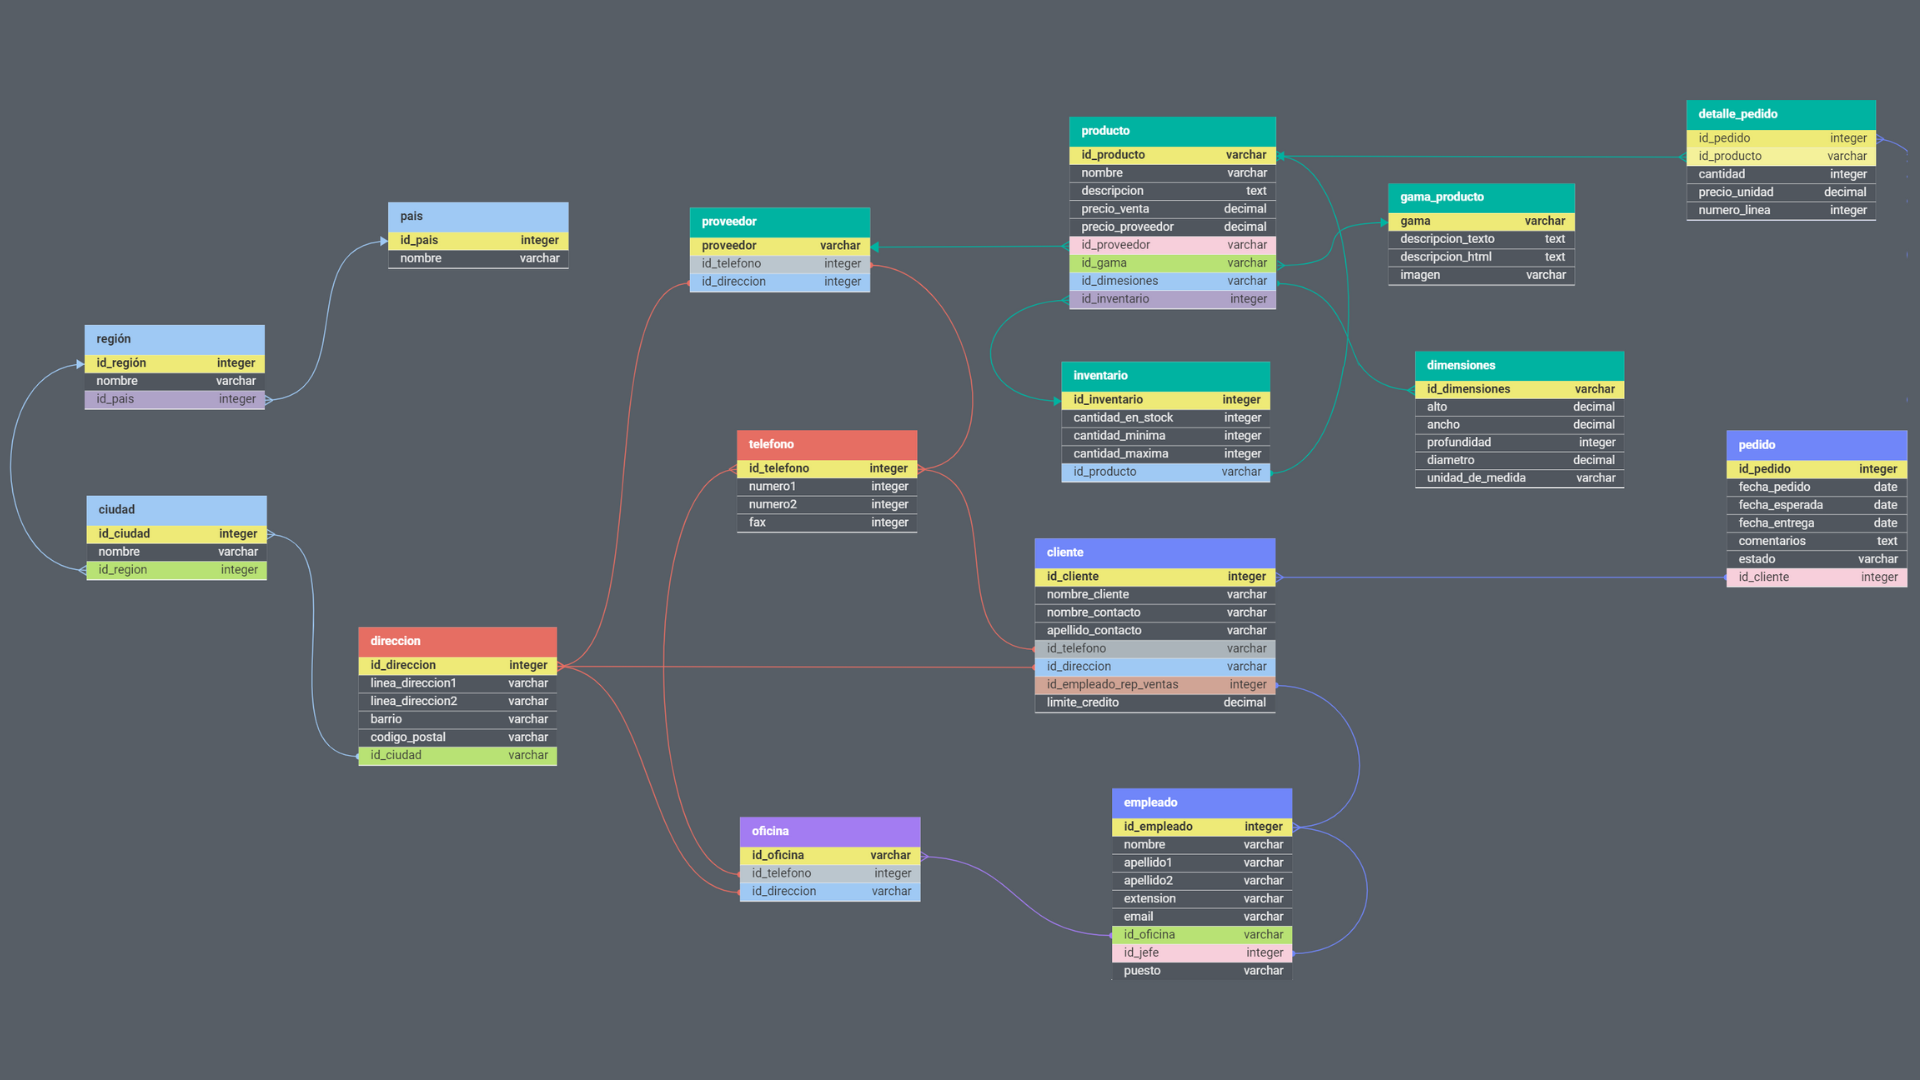 pais
id_pais integer
nombre varchar
región
id_región integer
nombre varchar
id_pais integer
ciudad
id_ciudad integer
nombre varchar
id_region integer
direccion
id_direccion integer
linea_direccion1 varchar
linea_direccion2 varchar
barrio varchar
codigo_postal varchar
id_ciudad varchar
proveedor
proveedor varchar
id_telefono integer
id_direccion integer
telefono
id_telefono integer
numero1 integer
numero2 integer
fax integer
oficina
id_oficina varchar
id_telefono integer
id_direccion varchar
producto
id_producto varchar
nombre varchar
descripcion text
precio_venta decimal
precio_proveedor decimal
id_proveedor varchar
id_gama varchar
id_dimesiones varchar
id_inventario integer
inventario
id_inventario integer
cantidad_en_stock integer
cantidad_minima integer
cantidad_maxima integer
id_producto varchar
cliente
id_cliente integer
nombre_cliente varchar
nombre_contacto varchar
apellido_contacto varchar
id_telefono varchar
id_direccion varchar
id_empleado_rep_ventas integer
limite_credito decimal
empleado
id_empleado integer
nombre varchar
apellido1 varchar
apellido2 varchar
extension varchar
email varchar
id_oficina varchar
id_jefe integer
puesto varchar
gama_producto
gama varchar
descripcion_texto text
descripcion_html text
imagen varchar
dimensiones
id_dimensiones varchar
alto decimal
ancho decimal
profundidad integer
diametro decimal
unidad_de_medida varchar
detalle_pedido
id_pedido integer
id_producto varchar
cantidad integer
precio_unidad decimal
numero_linea integer
pedido
id_pedido integer
fecha_pedido date
fecha_esperada date
fecha_entrega date
comentarios text
estado varchar
id_cliente integer